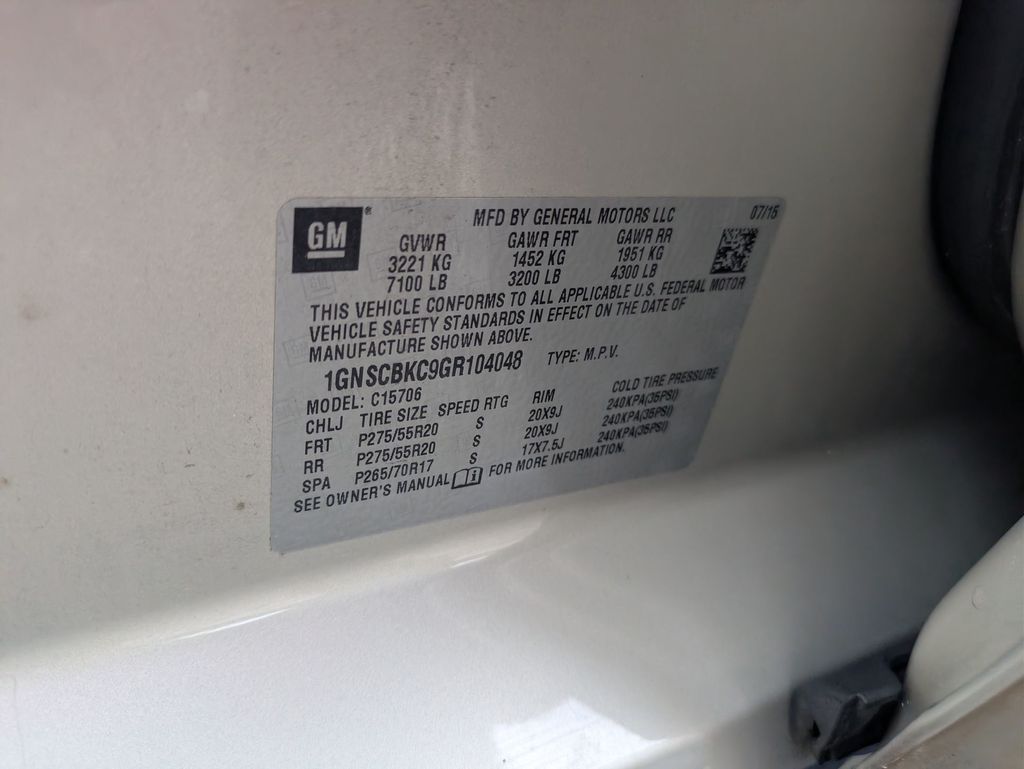 GM ®
MFD BY GENERAL MOTORS LLC 07/15
GVWR GAWR FRT GAWR RR
3221 KG 1452 KG 1951 KG
7100 LB 3200 LB 4300 LB
THIS VEHICLE CONFORMS TO ALL APPLICABLE U.S. FEDERAL MOTOR
VEHICLE SAFETY STANDARDS IN EFFECT ON THE DATE OF
MANUFACTURE SHOWN ABOVE.
1GNSCBKC9GR104048 TYPE: M.P.V.
MODEL: C15706
CHLJ TIRE SIZE SPEED RTG RIM COLD TIRE PRESSURE
FRT P275/55R20 S 20X9J 240KPA(35PSI)
RR P275/55R20 S 20X9J 240KPA(35PSI)
SPA P265/70R17 S 17X7.5J 240KPA(35PSI)
SEE OWNER'S MANUAL FOR MORE INFORMATION.